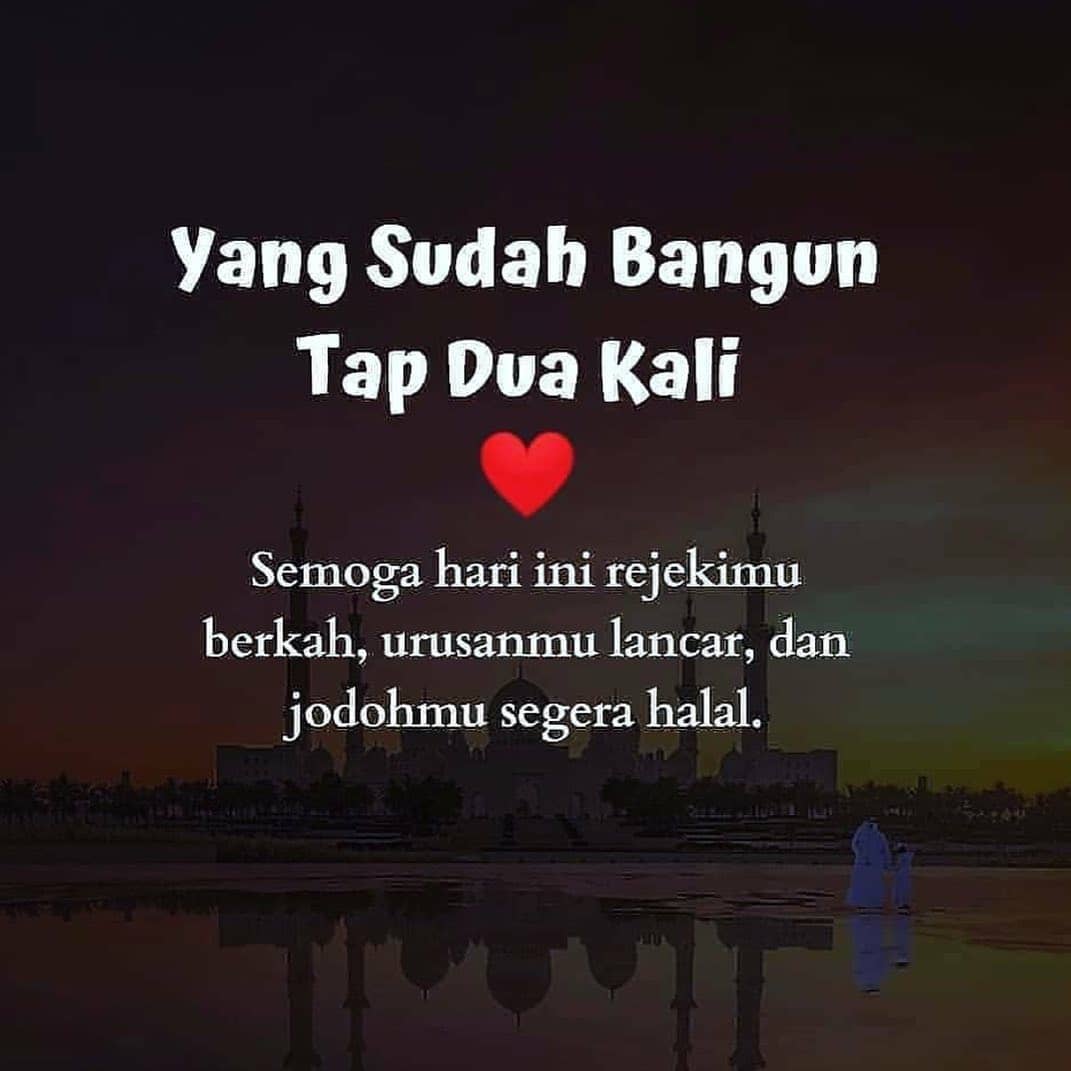 Yang Sudah Bangun
Tap Dua Kali
Semoga hari ini rejekimu
berkah, urusanmu lancar, dan
jodohmu segera halal.